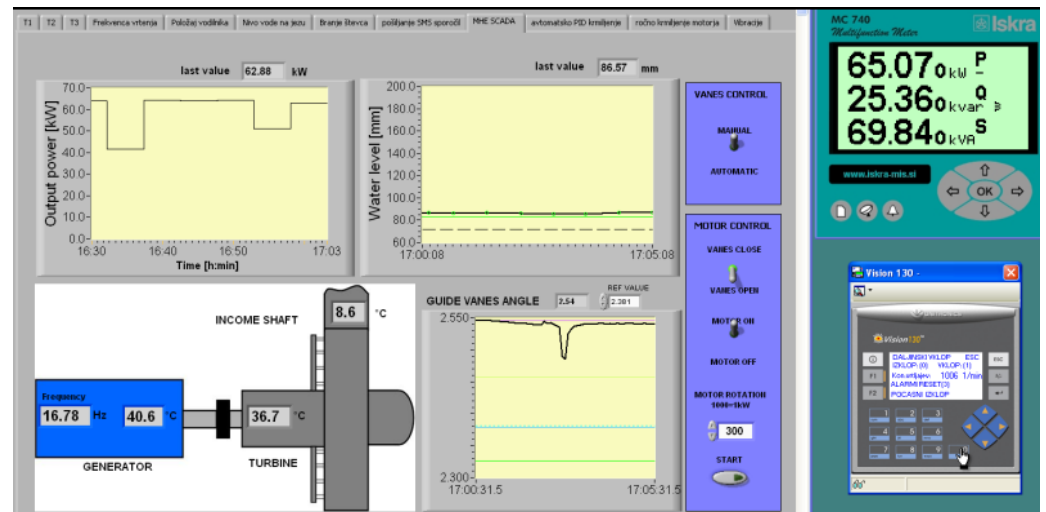 T1 T2 T3 Frekvenca vrtenja Položaj vodilnika Nivo vode na jezu Branje števca pošiljanje SMS sporočil MHE SCADA avtomatsko PID krmiljenje ročno krmiljenje motorja Vibracije
last value 62.88 kW
Output power [kW]
70.0
60.0
50.0
40.0
30.0
20.0
10.0
0.0
16:30 16:40 16:50 17:03
Time [h:min]
last value 86.57 mm
Water level [mm]
200.0
180.0
160.0
140.0
120.0
100.0
80.0
60.0
17:00:08 17:05:08
VANES CONTROL
MANUAL
AUTOMATIC
MOTOR CONTROL
VANES CLOSE
VANES OPEN
MOTOR ON
MOTOR OFF
MOTOR ROTATION
1000=1kW
300
START
INCOME SHAFT
8.6 °C
Frequency
16.78 Hz 40.6 °C
36.7 °C
GENERATOR
TURBINE
GUIDE VANES ANGLE 2.54
REF VALUE
2.381
2.550
2.300
17:00:31.5 17:05:31.5
MC 740
Multifunction Meter
Iskra
65.070 kW P
25.360 kvar Q
69.840 kVA S
www.iskra-mis.si
OK
Vision 130 -
Vision130
DALJINSKI VKLOP ESC
IZKLOP:(0) VKLOP:(1)
1006 1/min
ALARMI RESET(3)
POCASNI IZKLOP
F1
F2
1 2 3
4 5 6
7 8 9